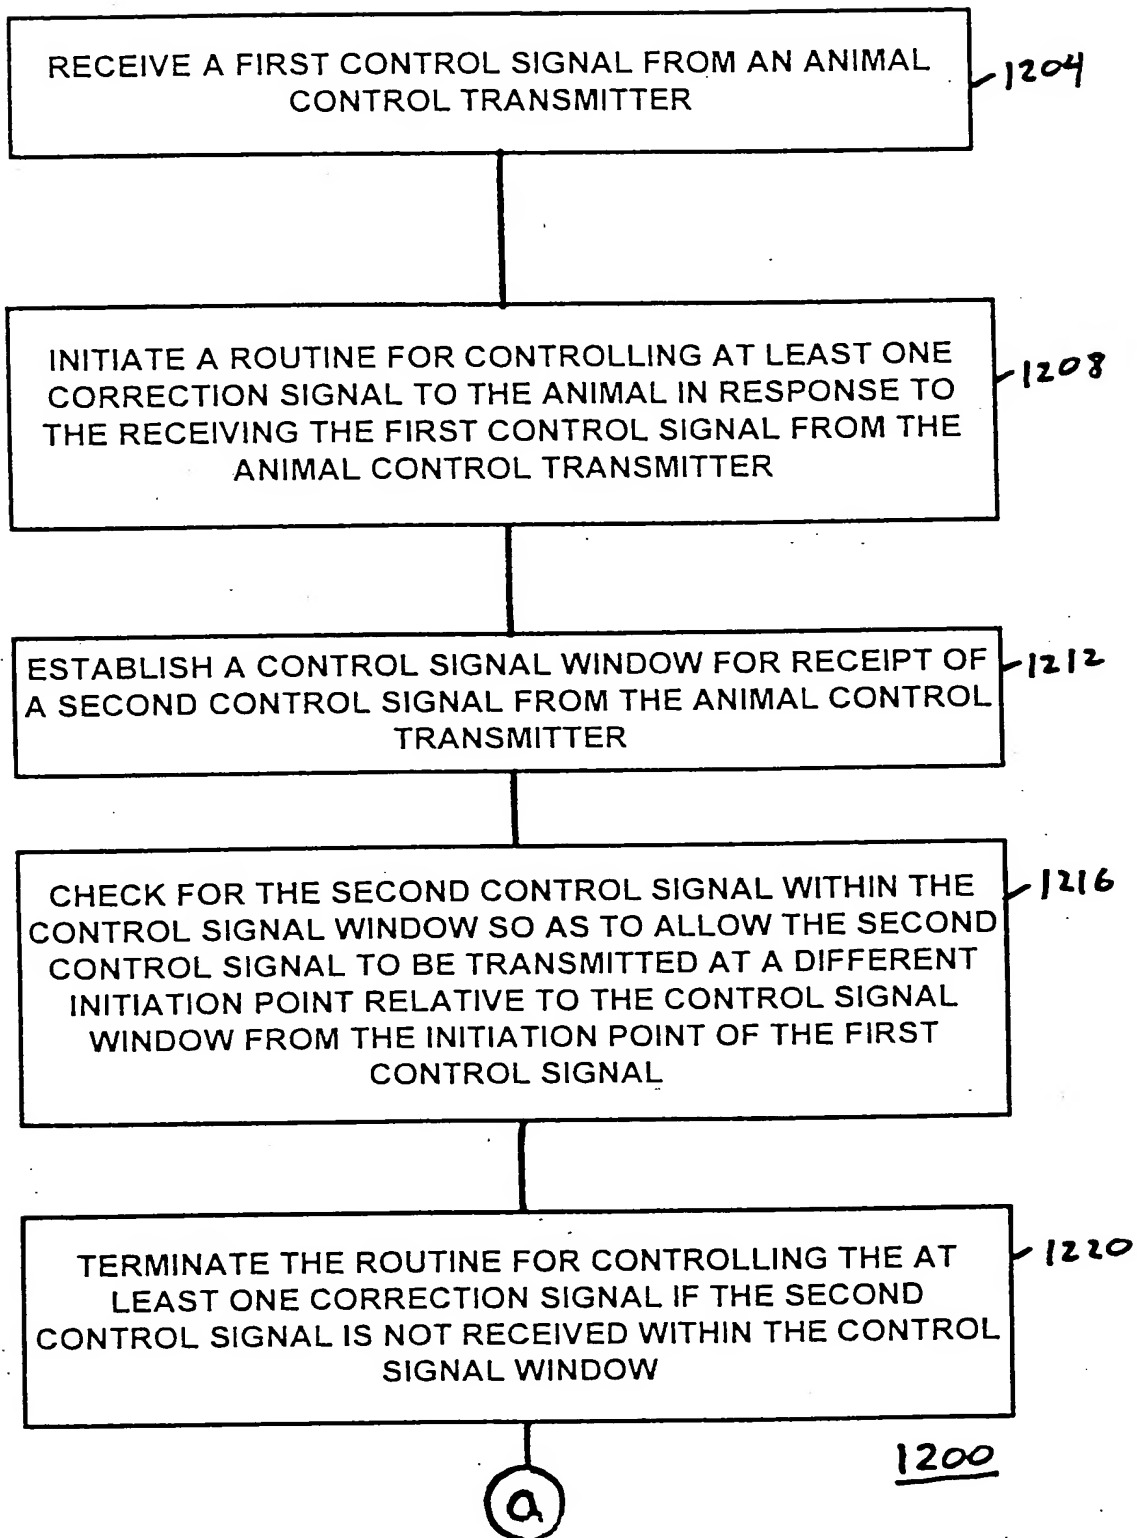 RECEIVE A FIRST CONTROL SIGNAL FROM AN ANIMAL
CONTROL TRANSMITTER
1204
INITIATE A ROUTINE FOR CONTROLLING AT LEAST ONE
CORRECTION SIGNAL TO THE ANIMAL IN RESPONSE TO
THE RECEIVING THE FIRST CONTROL SIGNAL FROM THE
ANIMAL CONTROL TRANSMITTER
1208
ESTABLISH A CONTROL SIGNAL WINDOW FOR RECEIPT OF
A SECOND CONTROL SIGNAL FROM THE ANIMAL CONTROL
TRANSMITTER
1212
CHECK FOR THE SECOND CONTROL SIGNAL WITHIN THE
CONTROL SIGNAL WINDOW SO AS TO ALLOW THE SECOND
CONTROL SIGNAL TO BE TRANSMITTED AT A DIFFERENT
INITIATION POINT RELATIVE TO THE CONTROL SIGNAL
WINDOW FROM THE INITIATION POINT OF THE FIRST
CONTROL SIGNAL
1216
TERMINATE THE ROUTINE FOR CONTROLLING THE AT
LEAST ONE CORRECTION SIGNAL IF THE SECOND
CONTROL SIGNAL IS NOT RECEIVED WITHIN THE CONTROL
SIGNAL WINDOW
1220
1200
a